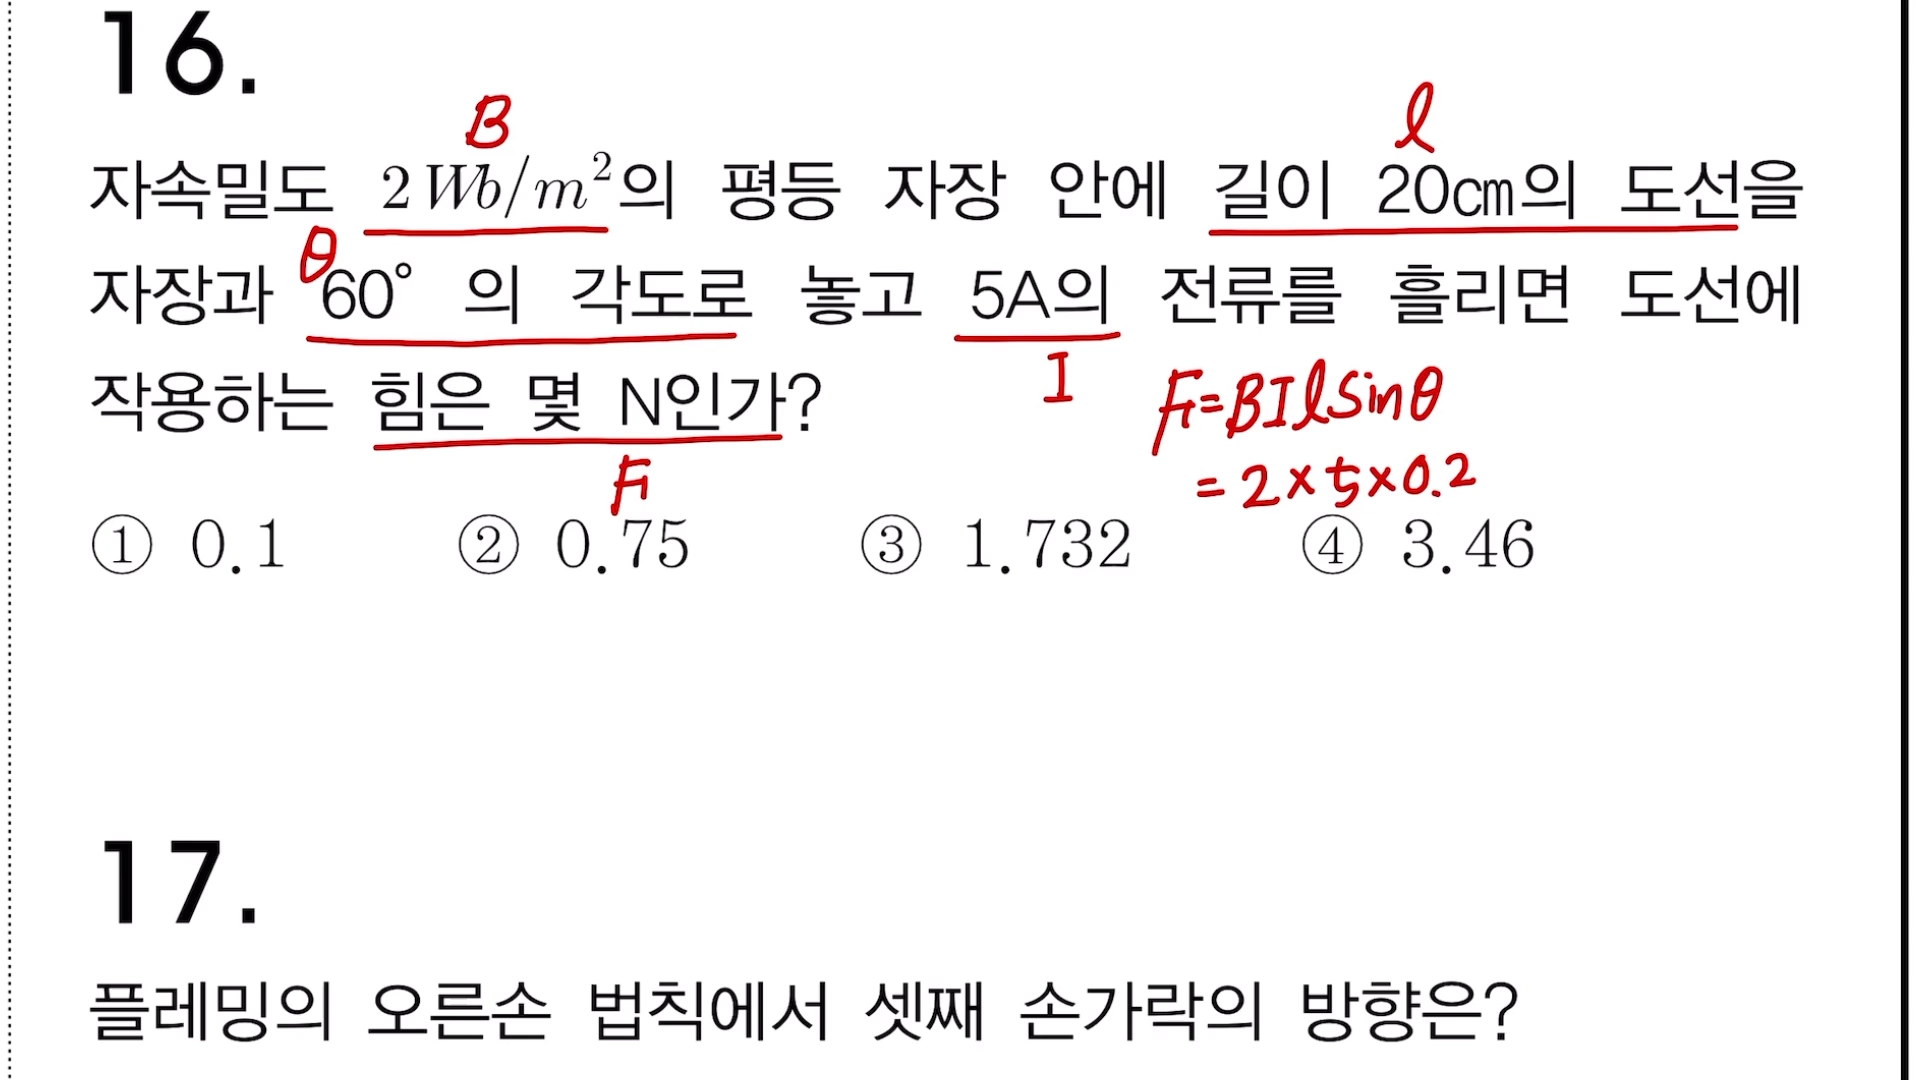 16.
B
l
자속밀도 2Wb/m²의 평등 자장 안에 길이 20cm의 도선을
θ
자장과 60° 의 각도로 놓고 5A의 전류를 흘리면 도선에
I
작용하는 힘은 몇 N인가?
F=BIlsinθ
F
=2×5×0.2
① 0.1 ② 0.75 ③ 1.732 ④ 3.46
17.
플레밍의 오른손 법칙에서 셋째 손가락의 방향은?